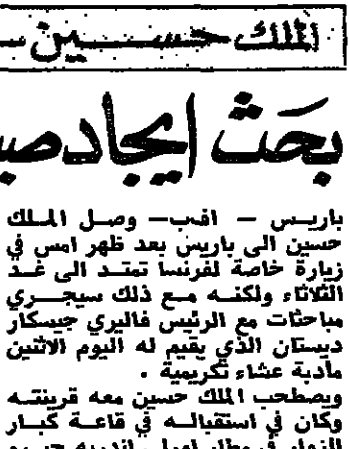 الملك حسين
بحث ايجاد
باريس — افب — وصل الملك
حسين الى باريس بعد ظهر امس في
زيارة خاصة لفرنسا تمتد الى غد
الثلاثاء ولكنه مع ذلك سيجري
مباحثات مع الرئيس فاليري جيسكار
ديستان الذي يقيم له اليوم الاثنين
مأدبة عشاء تكريمية .
ويصطحب الملك حسين معه قرينته
وكان في استقباله في قاعة كبار